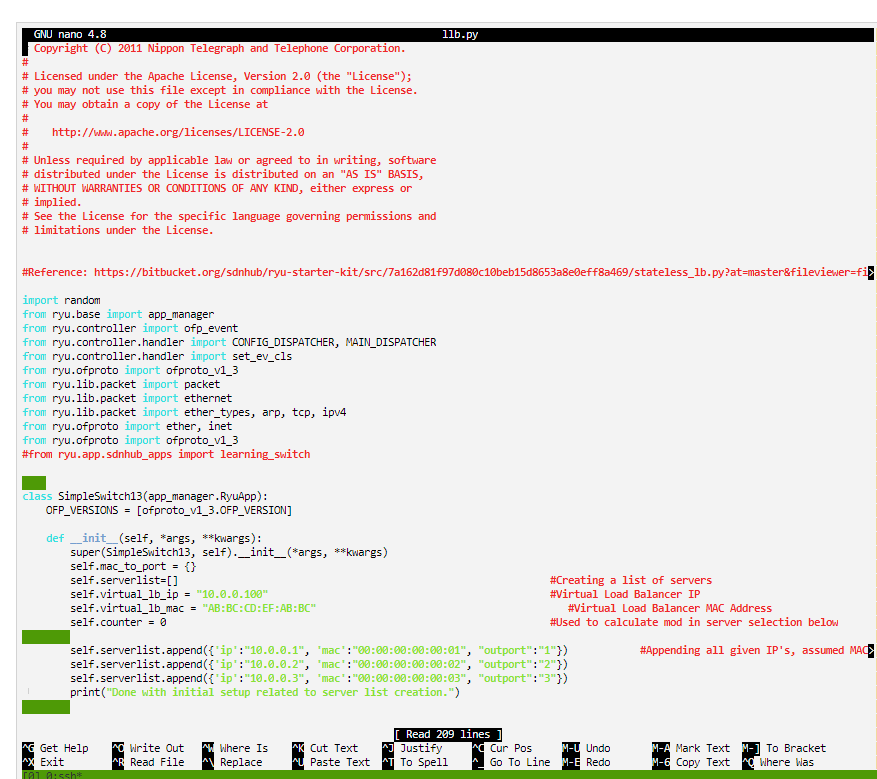 GNU nano 4.8 llb.py
Copyright (C) 2011 Nippon Telegraph and Telephone Corporation.
#
# Licensed under the Apache License, Version 2.0 (the "License");
# you may not use this file except in compliance with the License.
# You may obtain a copy of the License at
#
#    http://www.apache.org/licenses/LICENSE-2.0
#
# Unless required by applicable law or agreed to in writing, software
# distributed under the License is distributed on an "AS IS" BASIS,
# WITHOUT WARRANTIES OR CONDITIONS OF ANY KIND, either express or
# implied.
# See the License for the specific language governing permissions and
# limitations under the License.
#Reference: https://bitbucket.org/sdnhub/ryu-starter-kit/src/7a162d81f97d080c10beb15d8653a8e0eff8a469/stateless_lb.py?at=master&fileviewer=fi>
import random
from ryu.base import app_manager
from ryu.controller import ofp_event
from ryu.controller.handler import CONFIG_DISPATCHER, MAIN_DISPATCHER
from ryu.controller.handler import set_ev_cls
from ryu.ofproto import ofproto_v1_3
from ryu.lib.packet import packet
from ryu.lib.packet import ethernet
from ryu.lib.packet import ether_types, arp, tcp, ipv4
from ryu.ofproto import ether, inet
from ryu.ofproto import ofproto_v1_3
#from ryu.app.sdnhub_apps import learning_switch
class SimpleSwitch13(app_manager.RyuApp):
    OFP_VERSIONS = [ofproto_v1_3.OFP_VERSION]
    def __init__(self, *args, **kwargs):
        super(SimpleSwitch13, self).__init__(*args, **kwargs)
        self.mac_to_port = {}
        self.serverlist=[] #Creating a list of servers
        self.virtual_lb_ip = "10.0.0.100" #Virtual Load Balancer IP
        self.virtual_lb_mac = "AB:BC:CD:EF:AB:BC" #Virtual Load Balancer MAC Address
        self.counter = 0 #Used to calculate mod in server selection below
        self.serverlist.append({'ip':"10.0.0.1", 'mac':"00:00:00:00:00:01", "outport":"1"}) #Appending all given IP's, assumed MAC>
        self.serverlist.append({'ip':"10.0.0.2", 'mac':"00:00:00:00:00:02", "outport":"2"})
        self.serverlist.append({'ip':"10.0.0.3", 'mac':"00:00:00:00:00:03", "outport":"3"})
        print("Done with initial setup related to server list creation.")
[ Read 209 lines ]
^G Get Help ^O Write Out ^W Where Is ^K Cut Text ^J Justify ^C Cur Pos M-U Undo M-A Mark Text M-] To Bracket
^X Exit ^R Read File ^\ Replace ^U Paste Text ^T To Spell ^_ Go To Line M-E Redo M-6 Copy Text ^Q Where Was
[0] 0:ssh*